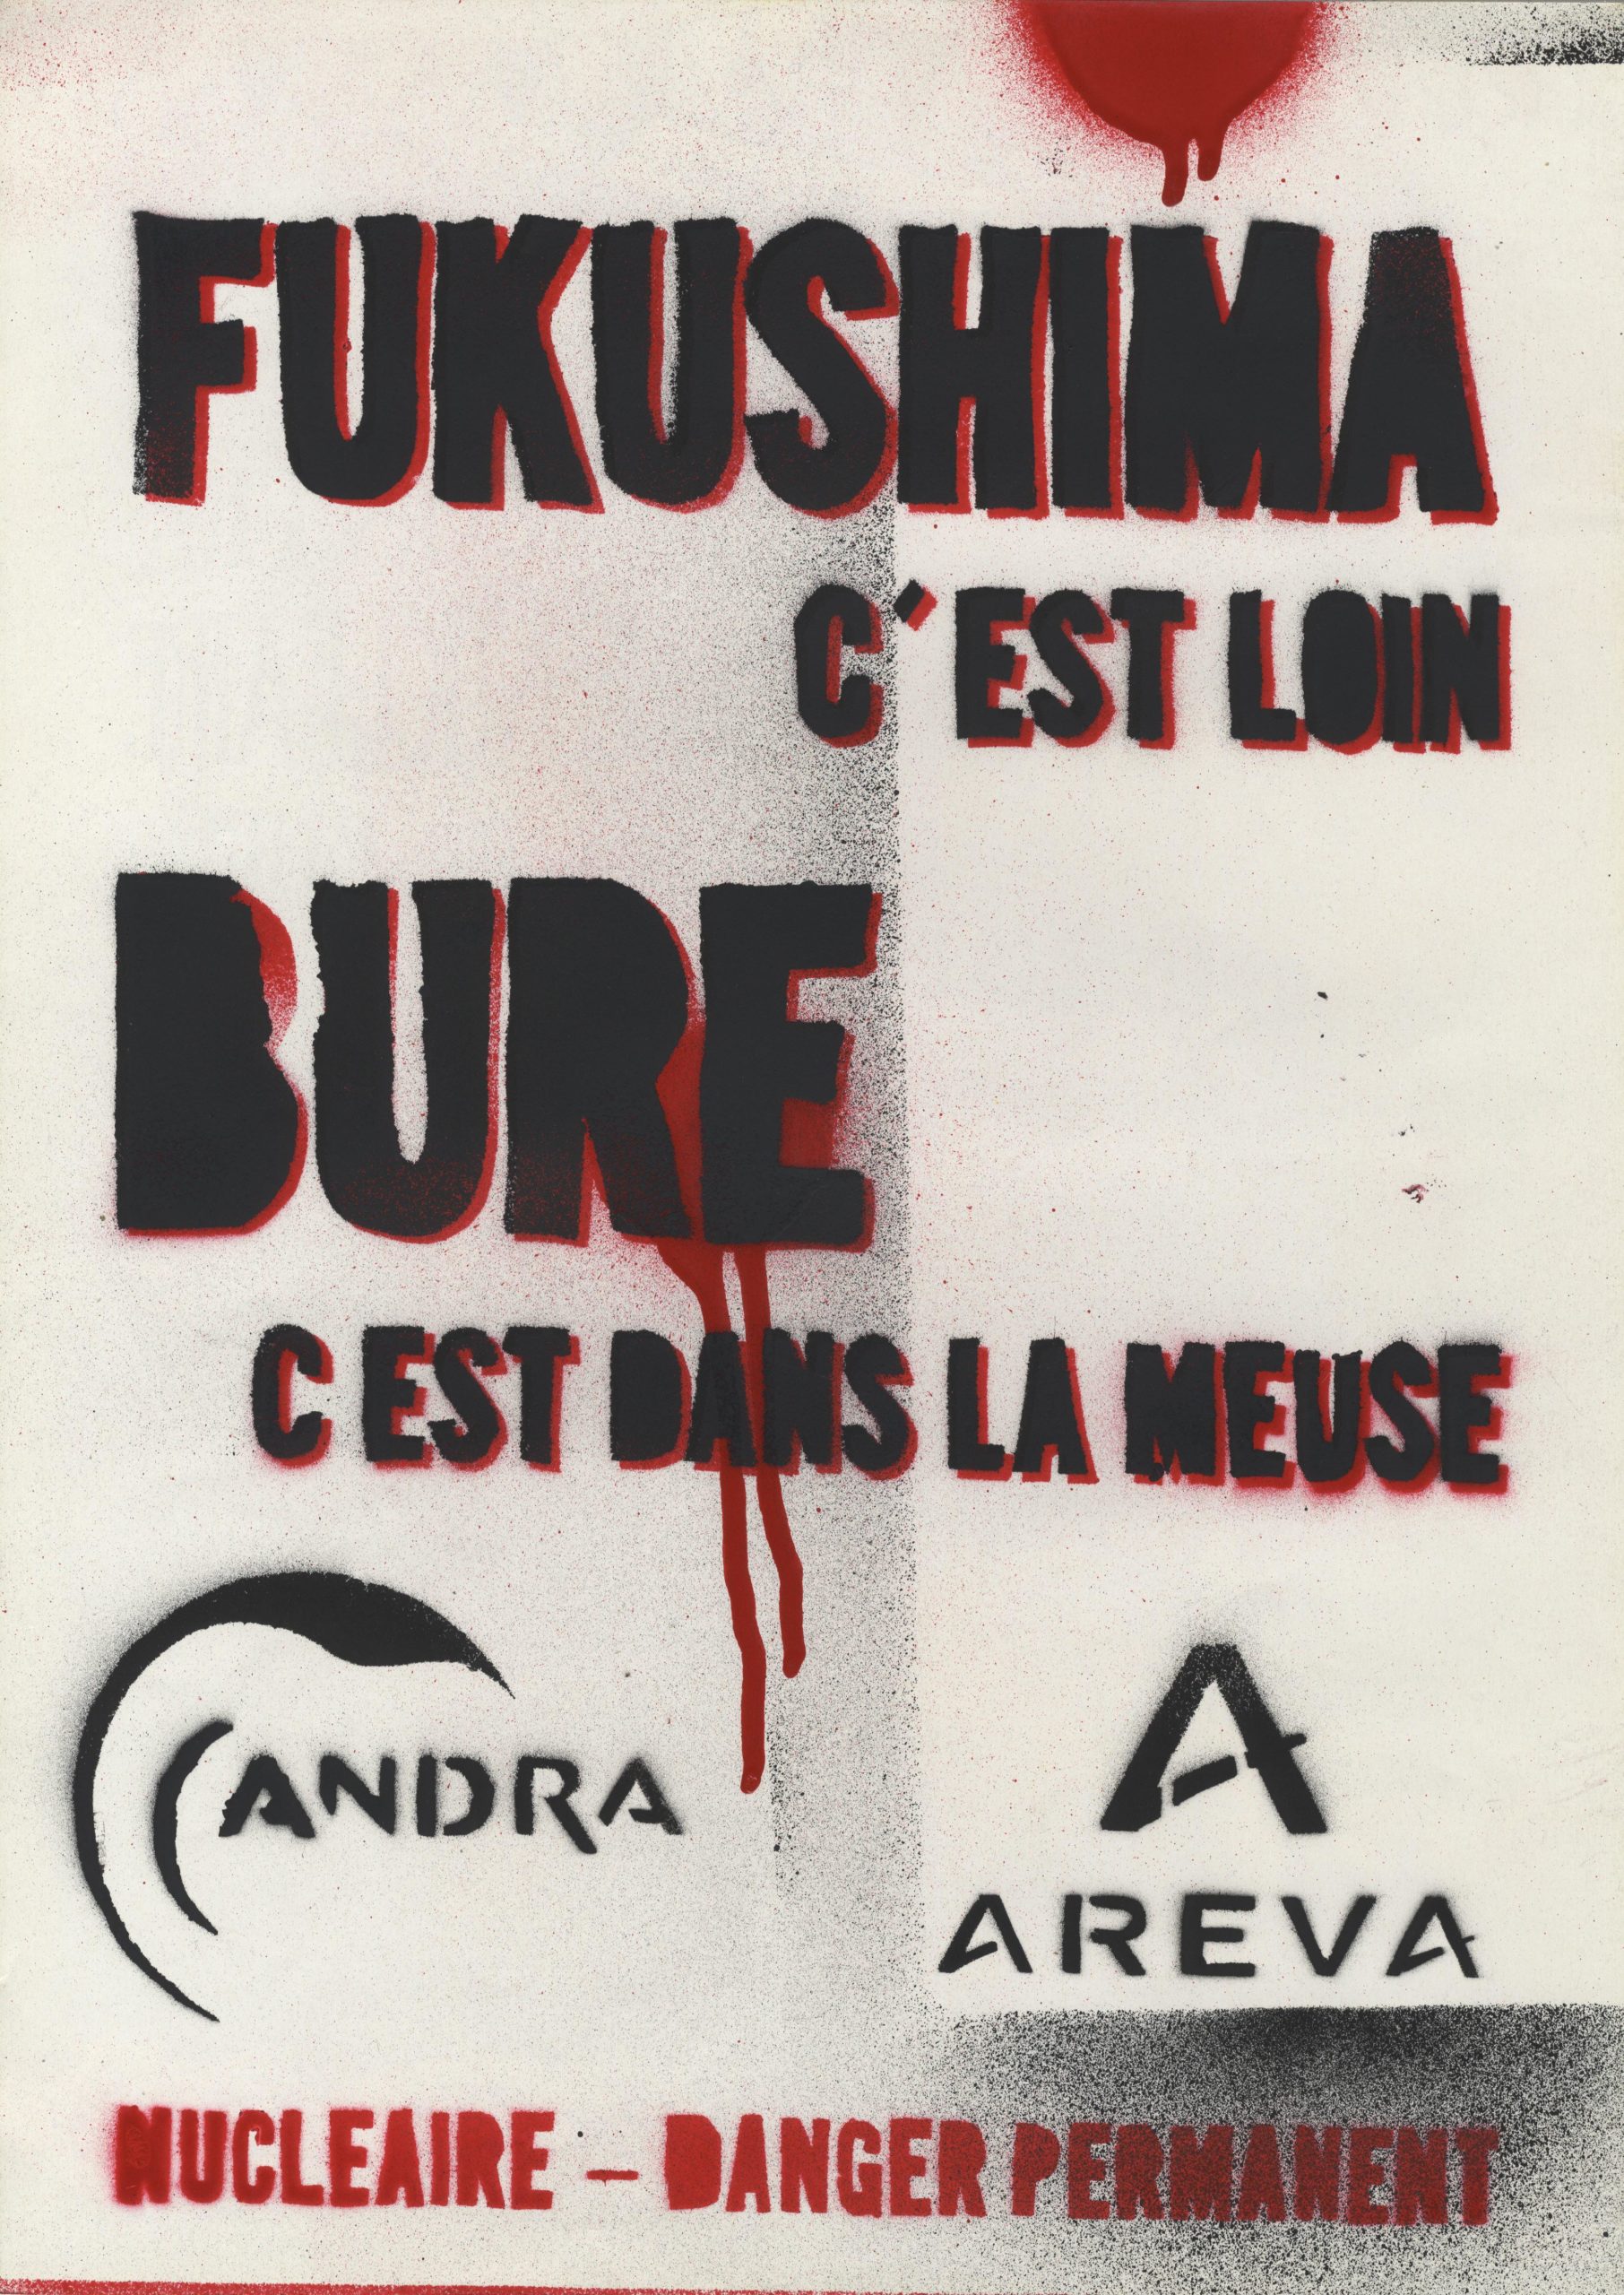 FUKUSHIMA
C'EST LOIN
BURE
C EST DANS LA MEUSE
ANDRA
A
AREVA
NUCLEAIRE – DANGER PERMANENT